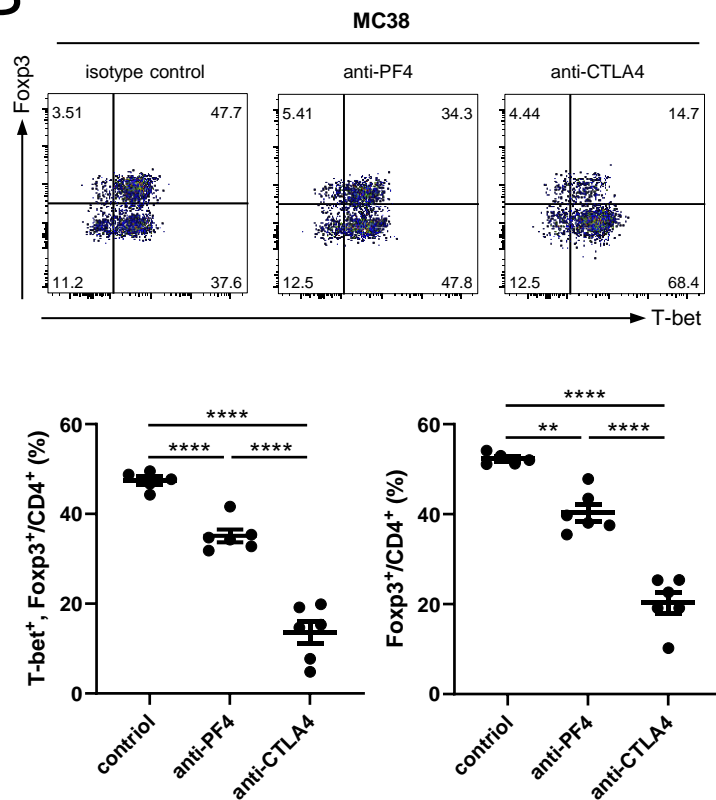 MC38
isotype control anti-PF4 anti-CTLA4
Foxp3
3.51 47.7 5.41 34.3 4.44 14.7
11.2 37.6 12.5 47.8 12.5 68.4
T-bet
**** ****
**** **** ** ****
T-bet⁺, Foxp3⁺/CD4⁺ (%)
60
40
20
0
contriol anti-PF4 anti-CTLA4
Foxp3⁺/CD4⁺ (%)
60
40
20
0
control anti-PF4 anti-CTLA4